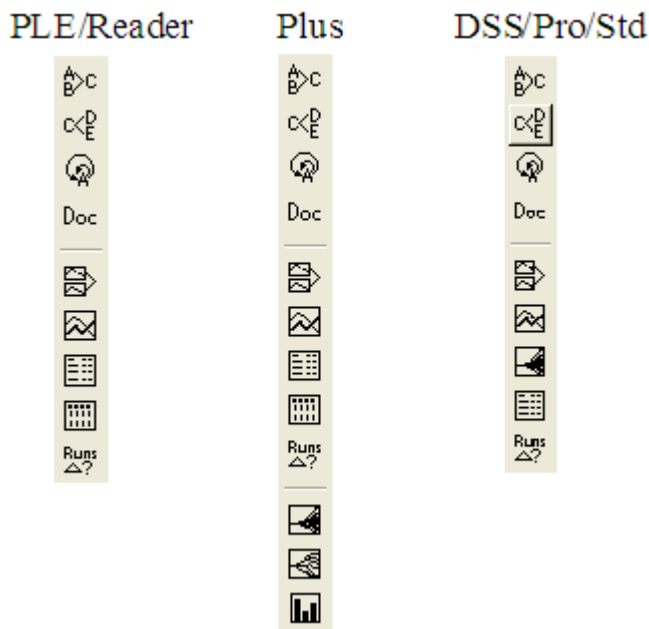 PLE/Reader Plus DSS/Pro/Std
A B>C A B>C A B>C
C<D E C<D E C<D E
A A A
Doc Doc Doc
Runs △? Runs △? Runs △?